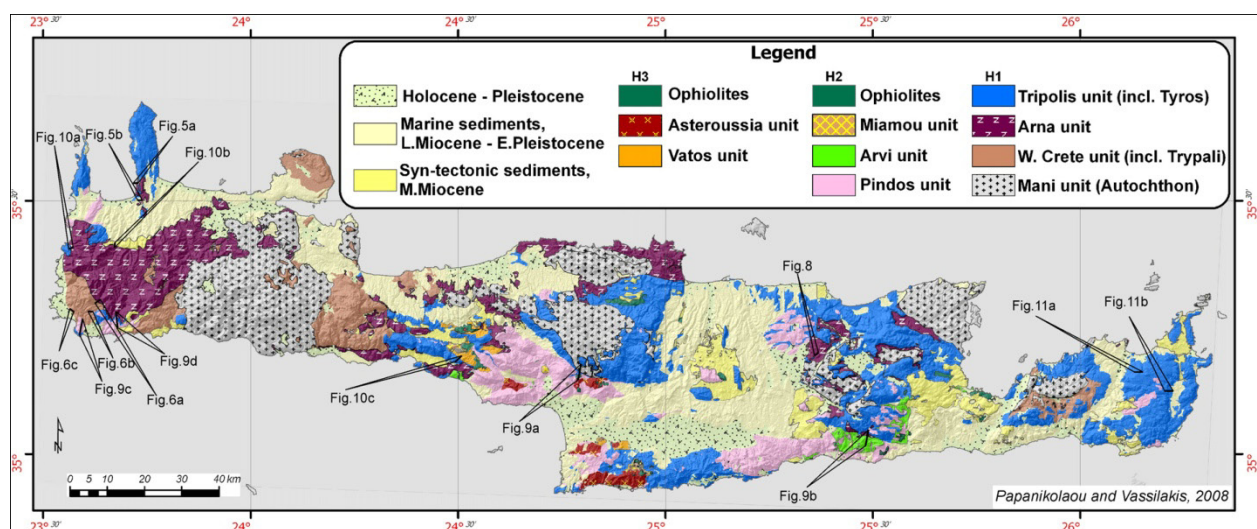 23° 30' 24° 30' 25° 30' 26° 30'
Legend
H3 H2 H1
Holocene - Pleistocene
Marine sediments,
L.Miocene - E.Pleistocene
Syn-tectonic sediments,
M.Miocene
Ophiolites
Asteroussia unit
Vatos unit
Ophiolites
Miamou unit
Arvi unit
Pindos unit
Tripolis unit (incl. Tyros)
Arna unit
W. Crete unit (incl. Trypali)
Mani unit (Autochthon)
Fig.10a
Fig.5b
Fig.5a
Fig.10b
35° 30'
35° 30'
Fig.8
Fig.11a
Fig.11b
Fig.6c
Fig.6b
Fig.9d
Fig.9c
Fig.6a
Fig.10c
Fig.9a
Fig.9b
N
35°
35°
0 5 10 20 30 40 km
Papanikolaou and Vassilakis, 2008
23° 30' 24° 30' 25° 30' 26° 30'